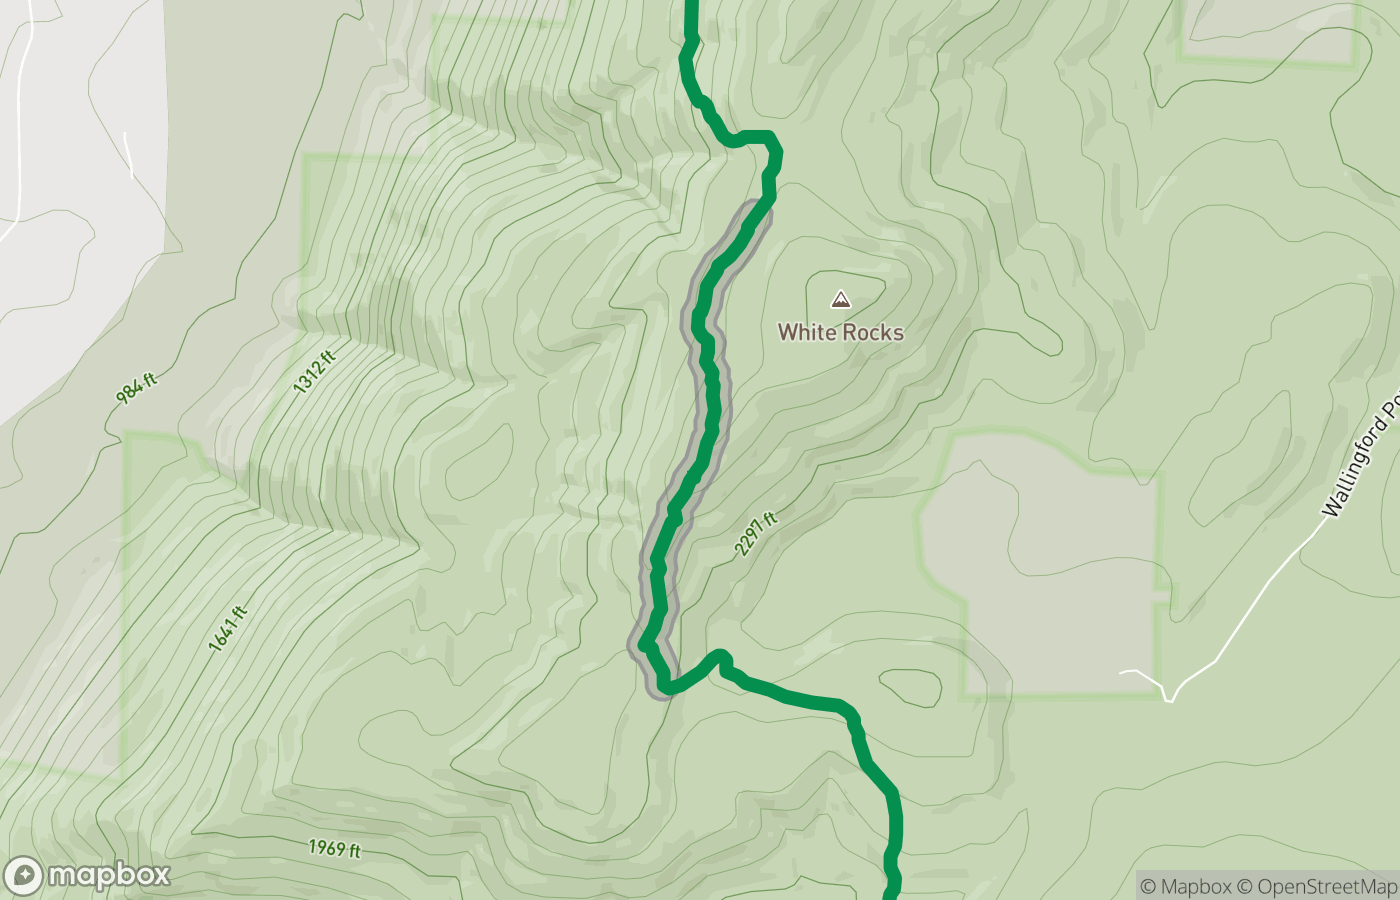 White Rocks
1312 ft
984 ft
Wallingford Po
2297 ft
1641 ft
1969 ft
mapbox
© Mapbox © OpenStreetMap